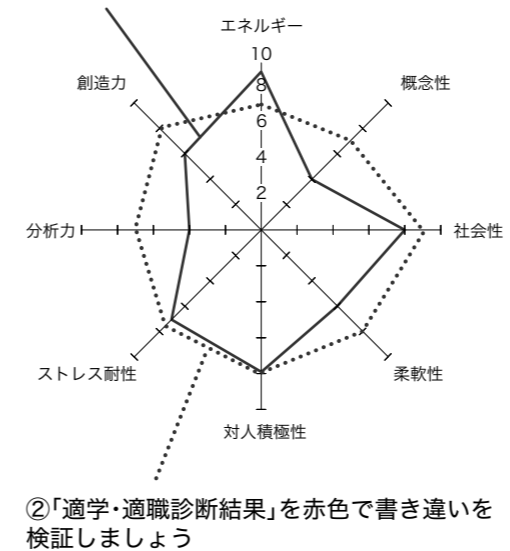 エネルギー
10
創造力
8
概念性
6
4
2
分析力
社会性
ストレス耐性
柔軟性
対人積極性
②｢適学･適職診断結果｣を赤色で書き違いを
検証しましょう